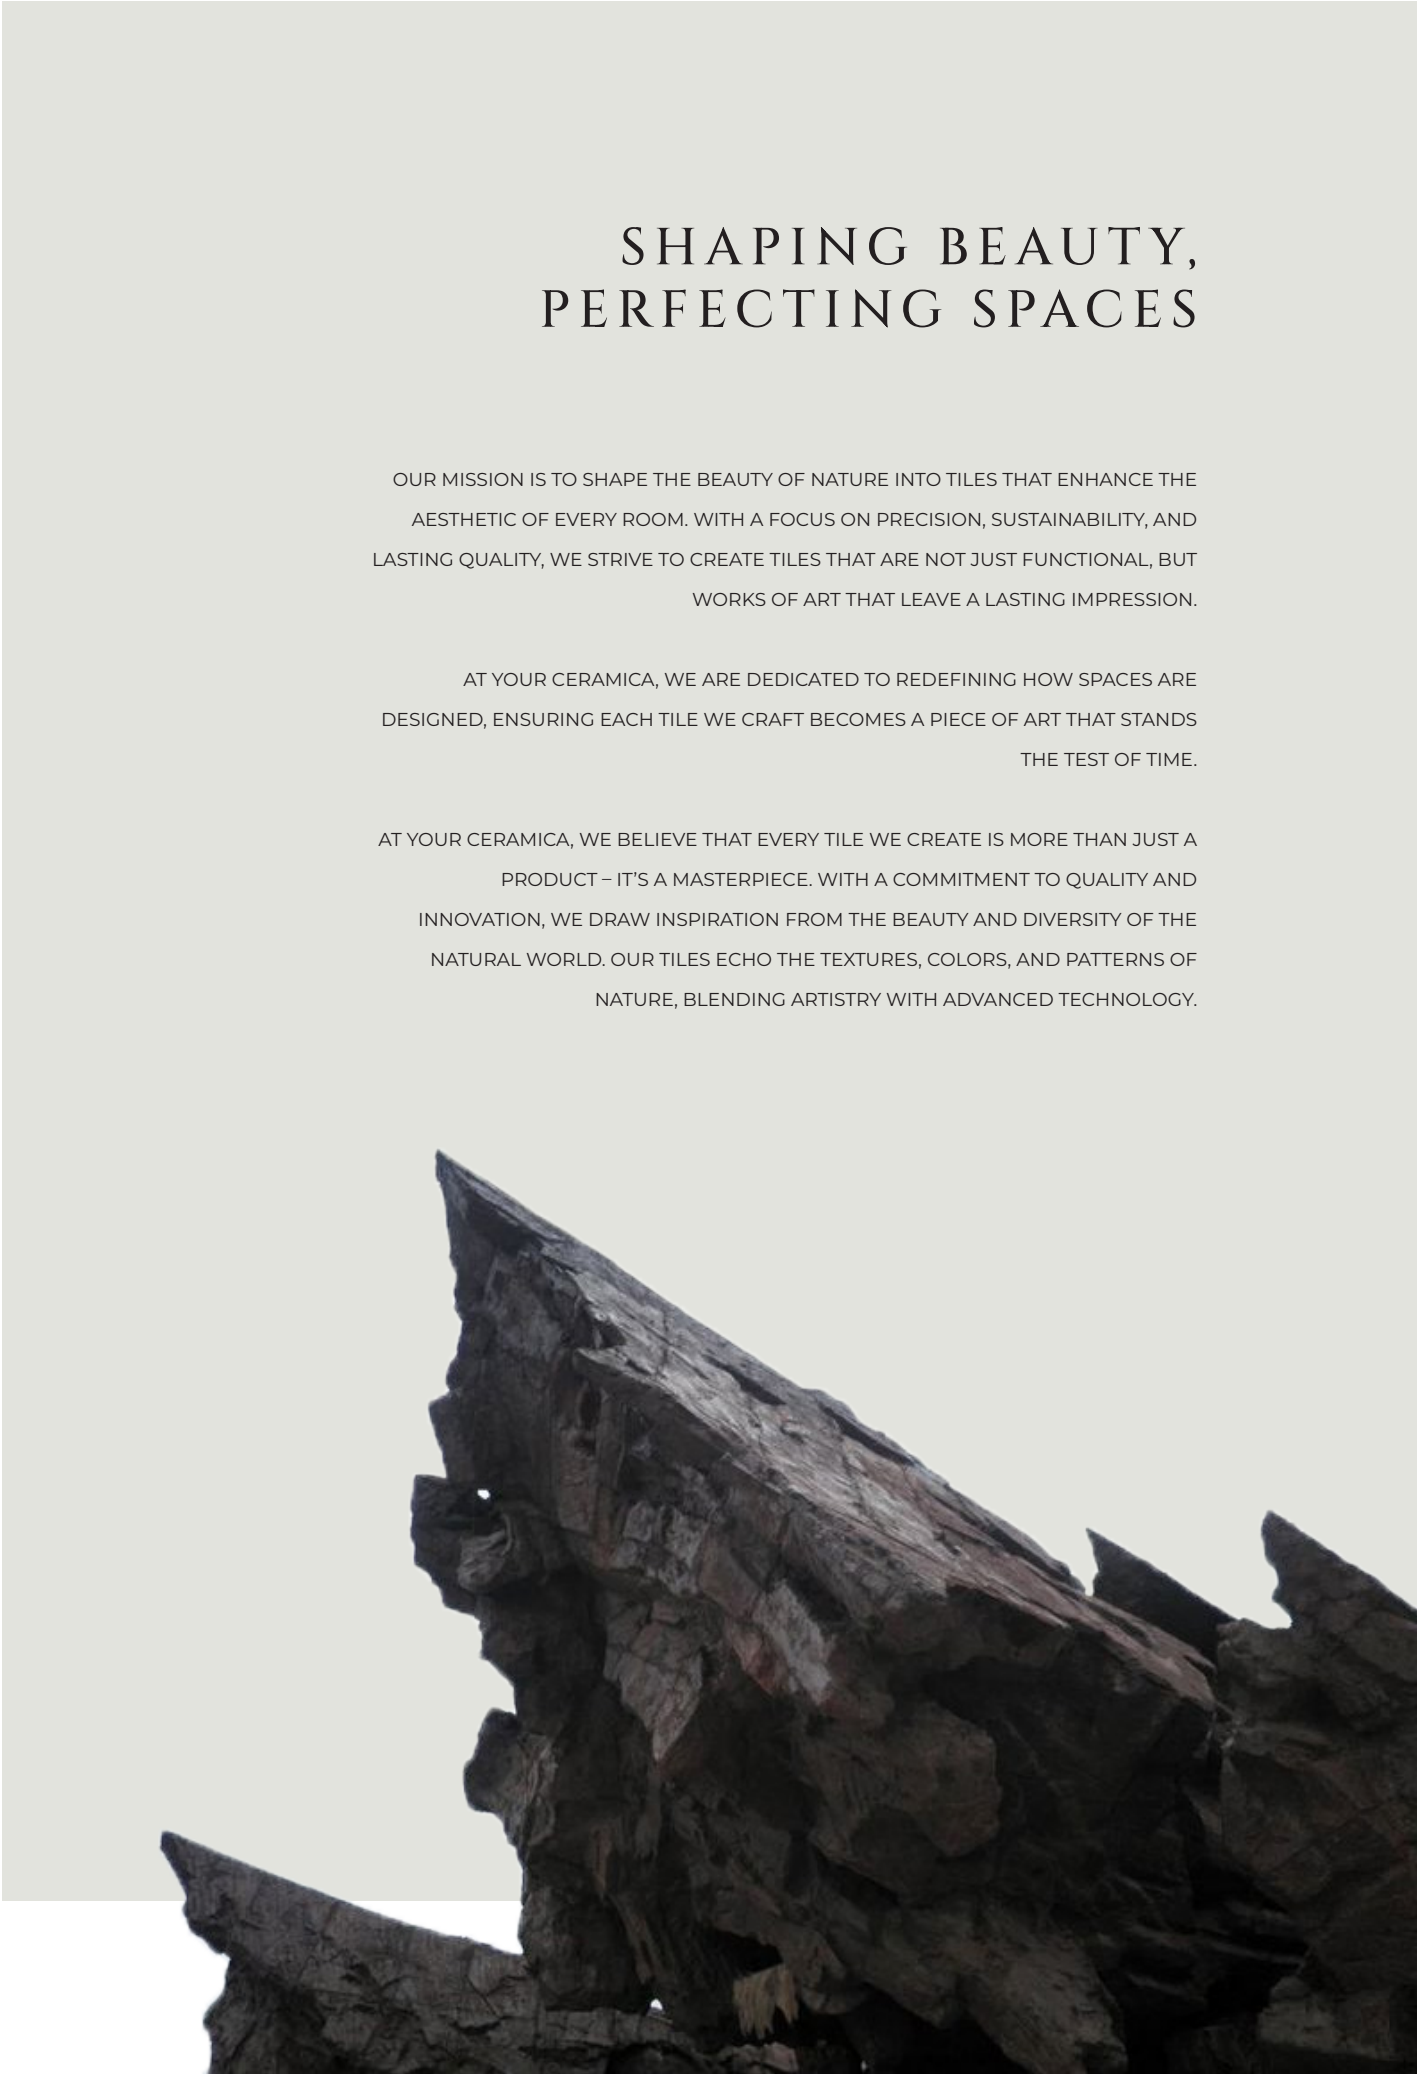 SHAPING BEAUTY,
PERFECTING SPACES
OUR MISSION IS TO SHAPE THE BEAUTY OF NATURE INTO TILES THAT ENHANCE THE
AESTHETIC OF EVERY ROOM. WITH A FOCUS ON PRECISION, SUSTAINABILITY, AND
LASTING QUALITY, WE STRIVE TO CREATE TILES THAT ARE NOT JUST FUNCTIONAL, BUT
WORKS OF ART THAT LEAVE A LASTING IMPRESSION.
AT YOUR CERAMICA, WE ARE DEDICATED TO REDEFINING HOW SPACES ARE
DESIGNED, ENSURING EACH TILE WE CRAFT BECOMES A PIECE OF ART THAT STANDS
THE TEST OF TIME.
AT YOUR CERAMICA, WE BELIEVE THAT EVERY TILE WE CREATE IS MORE THAN JUST A
PRODUCT – IT’S A MASTERPIECE. WITH A COMMITMENT TO QUALITY AND
INNOVATION, WE DRAW INSPIRATION FROM THE BEAUTY AND DIVERSITY OF THE
NATURAL WORLD. OUR TILES ECHO THE TEXTURES, COLORS, AND PATTERNS OF
NATURE, BLENDING ARTISTRY WITH ADVANCED TECHNOLOGY.